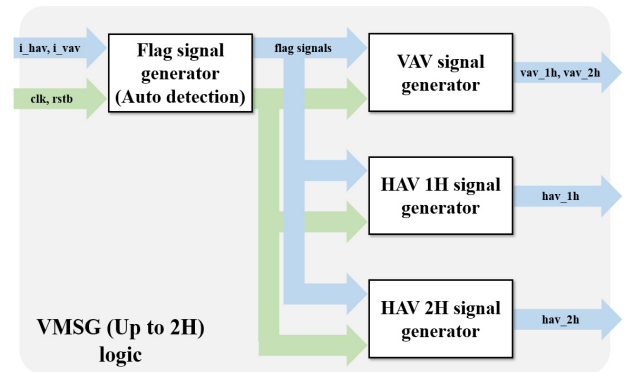 i_hav, i_vav
clk, rstb
Flag signal
generator
(Auto detection)
flag signals
VAV signal
generator
vav_1h, vav_2h
HAV 1H signal
generator
hav_1h
HAV 2H signal
generator
hav_2h
VMSG (Up to 2H)
logic